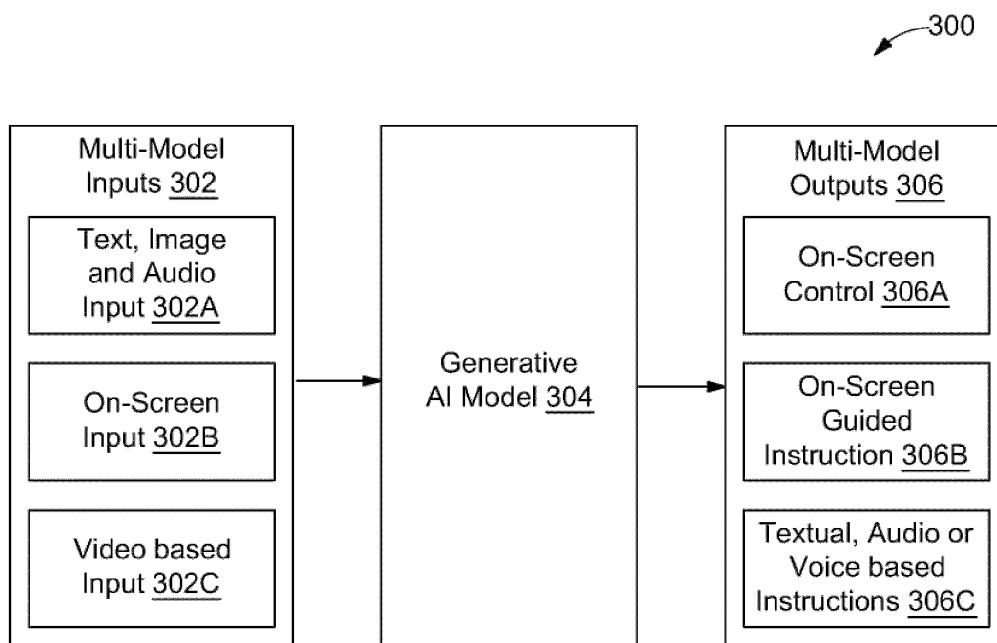 300
Multi-Model
Inputs 302
Text, Image
and Audio
Input 302A
On-Screen
Input 302B
Video based
Input 302C
Generative
AI Model 304
Multi-Model
Outputs 306
On-Screen
Control 306A
On-Screen
Guided
Instruction 306B
Textual, Audio or
Voice based
Instructions 306C